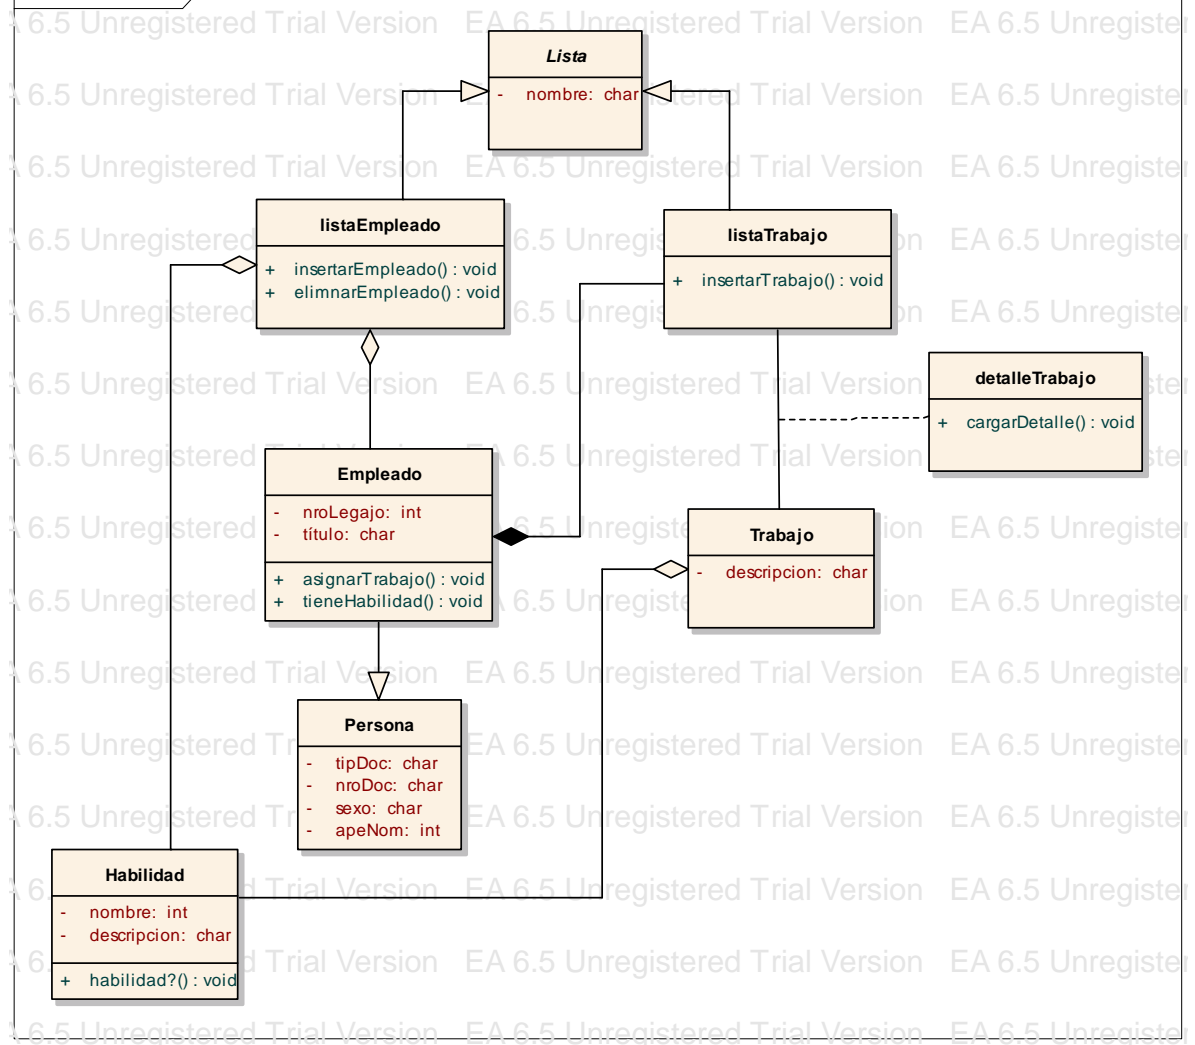 Lista
- nombre: char
listaEmpleado
+ insertarEmpleado() : void
+ elimnarEmpleado() : void
listaTrabajo
+ insertarTrabajo() : void
detalleTrabajo
+ cargarDetalle() : void
Empleado
- nroLegajo: int
- título: char
+ asignarTrabajo() : void
+ tieneHabilidad() : void
Trabajo
- descripcion: char
Persona
- tipDoc: char
- nroDoc: char
- sexo: char
- apeNom: int
Habilidad
- nombre: int
- descripcion: char
+ habilidad?() : void
EA 6.5 Unregistered Trial Version